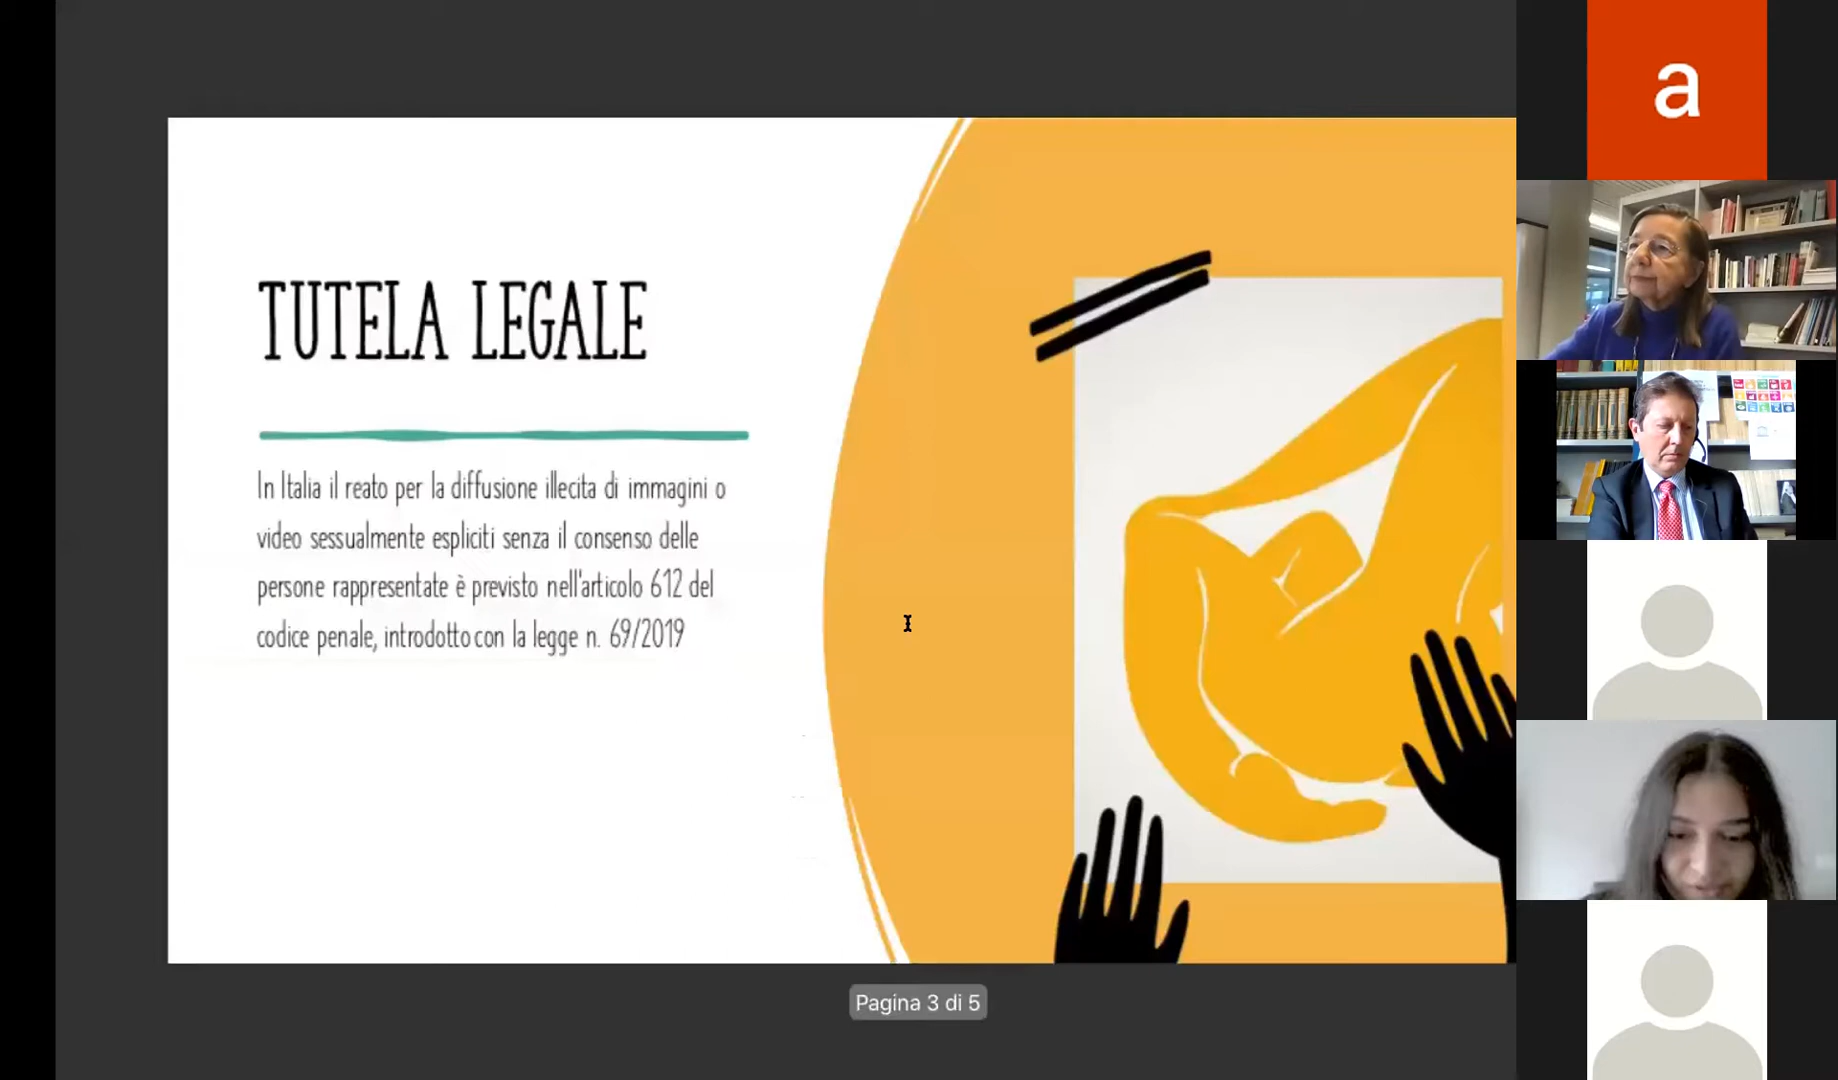 a
TUTELA LEGALE
In Italia il reato per la diffusione illecita di immagini o
video sessualmente espliciti senza il consenso delle
persone rappresentate è previsto nell'articolo 612 del
codice penale, introdotto con la legge n. 69/2019
Pagina 3 di 5